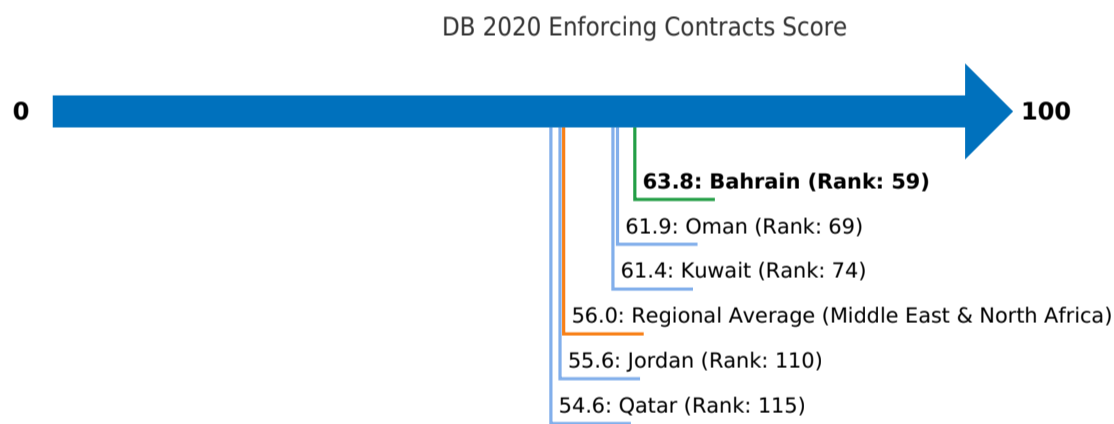 DB 2020 Enforcing Contracts Score
0
100
63.8: Bahrain (Rank: 59)
61.9: Oman (Rank: 69)
61.4: Kuwait (Rank: 74)
56.0: Regional Average (Middle East & North Africa)
55.6: Jordan (Rank: 110)
54.6: Qatar (Rank: 115)